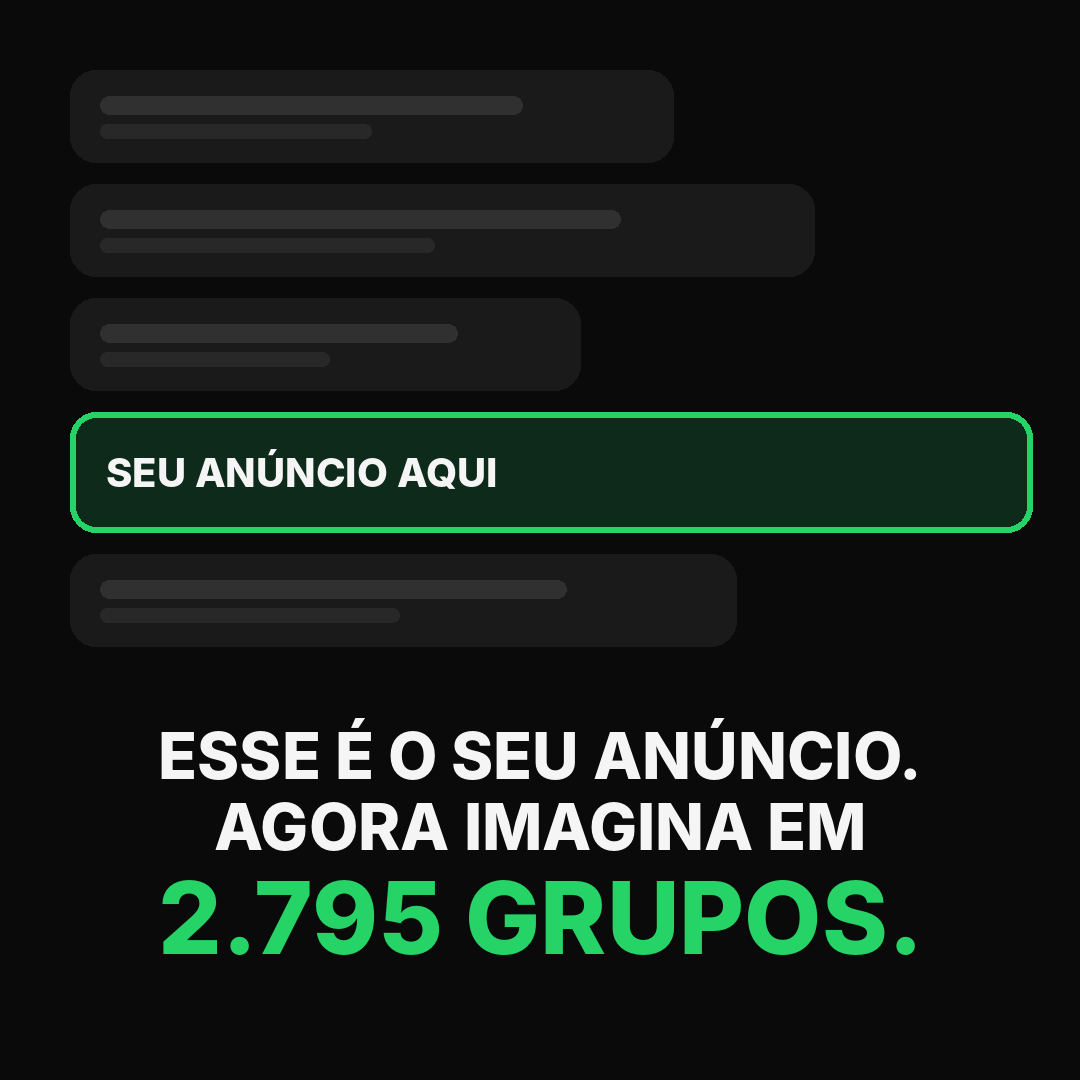 SEU ANÚNCIO AQUI
ESSE É O SEU ANÚNCIO.
AGORA IMAGINA EM
2.795 GRUPOS.